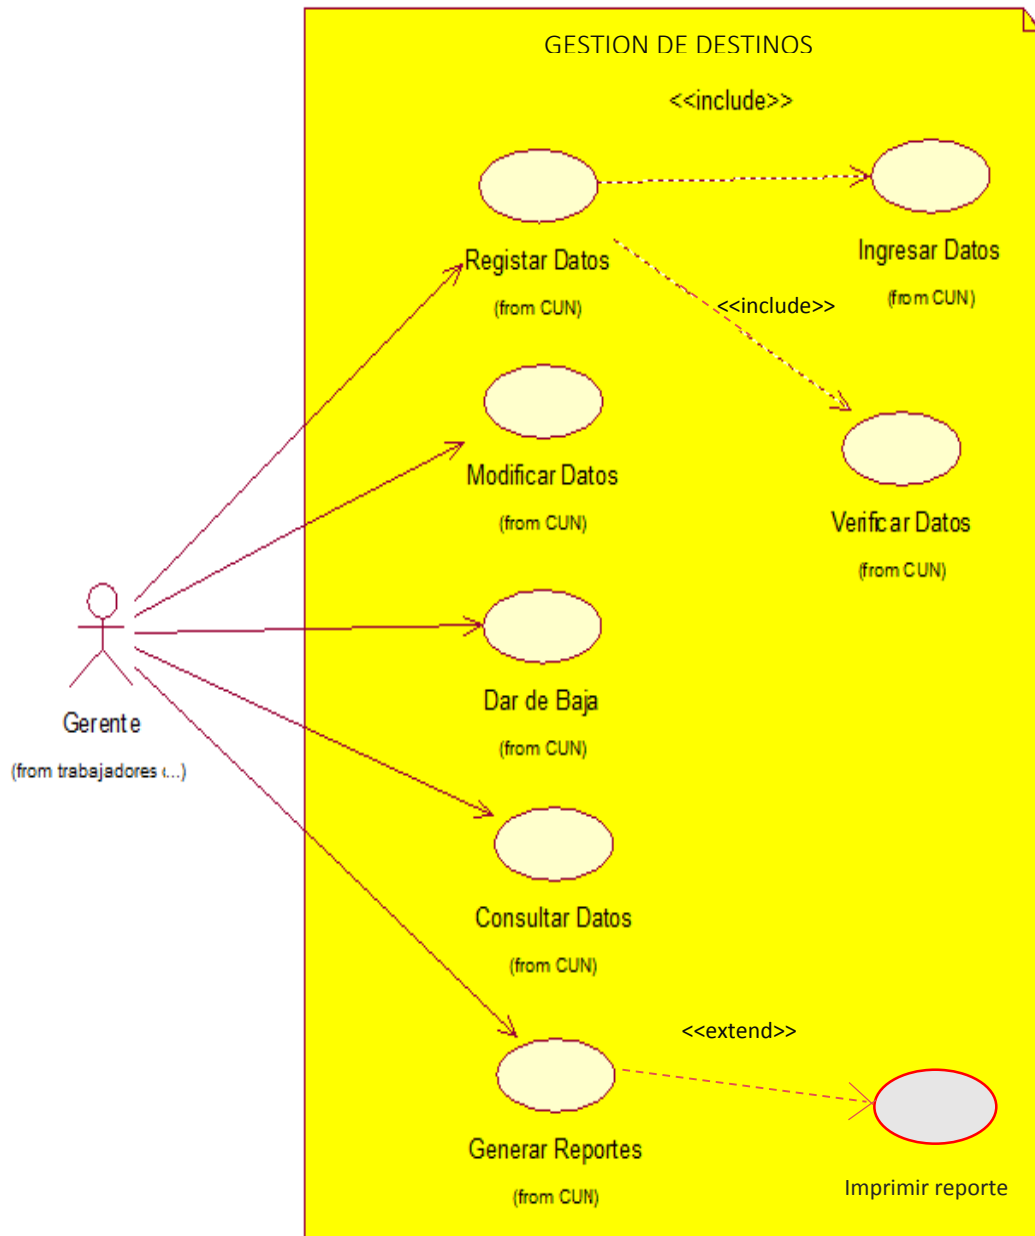 GESTION DE DESTINOS
<<include>>
Registar Datos
(from CUN)
Ingresar Datos
(from CUN)
<<include>>
Modificar Datos
(from CUN)
Verificar Datos
(from CUN)
Gerente
(from trabajadores (...)
Dar de Baja
(from CUN)
Consultar Datos
(from CUN)
<<extend>>
Generar Reportes
(from CUN)
Imprimir reporte